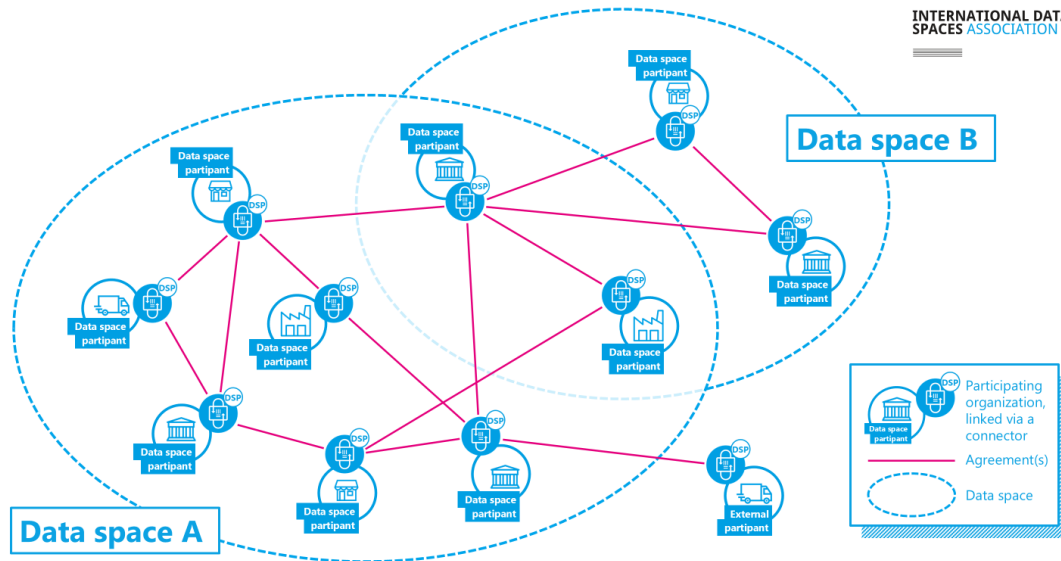 INTERNATIONAL DATA
SPACES ASSOCIATION
Data space
partipant
DSP
Data space B
Data space
partipant
DSP
Data space
partipant
DSP
DSP
Data space
partipant
DSP
Data space
partipant
DSP
Data space
partipant
DSP
Data space
partipant
DSP
Data space
partipant
DSP
Data space
partipant
DSP
Data space
partipant
DSP
External
partipant
Data space A
DSP
Data space
partipant
Participating
organization,
linked via a
connector
Agreement(s)
Data space